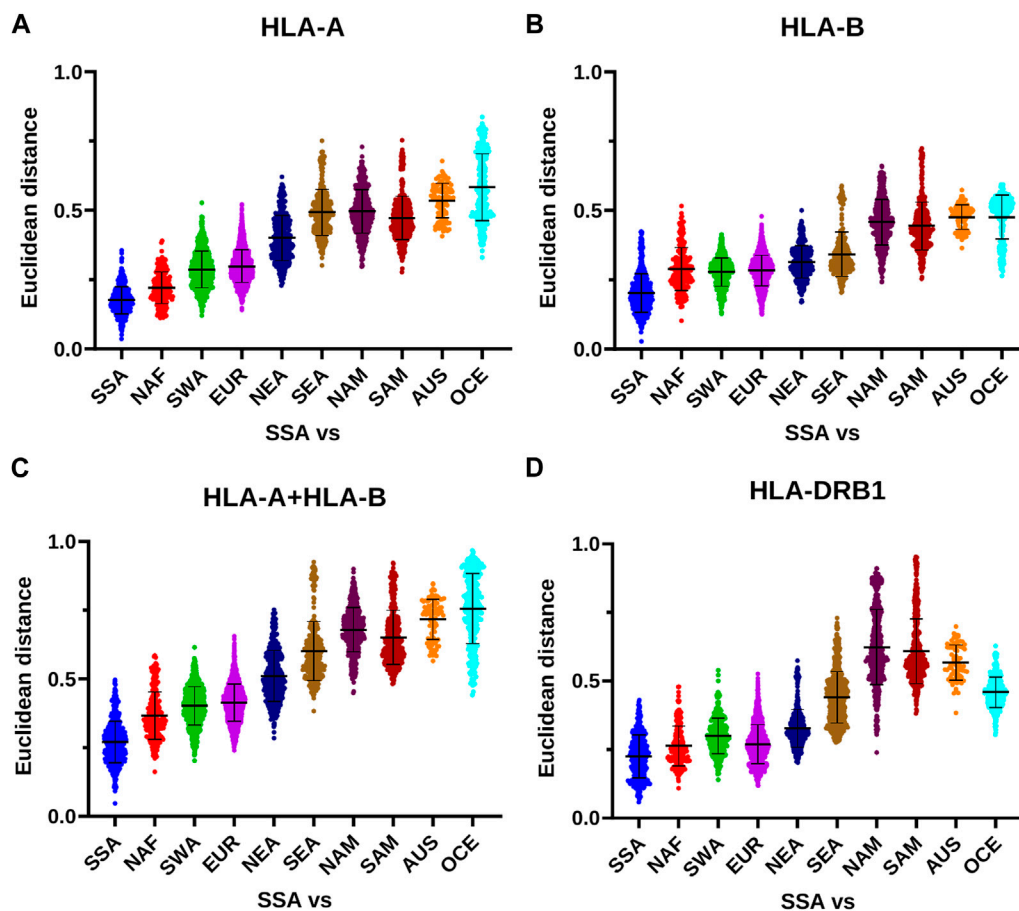 A
HLA-A
Euclidean distance
1.0
0.5
0.0
SSA NAF SWA EUR NEA SEA NAM SAM AUS OCE
SSA vs
B
HLA-B
Euclidean distance
1.0
0.5
0.0
SSA NAF SWA EUR NEA SEA NAM SAM AUS OCE
SSA vs
C
HLA-A+HLA-B
Euclidean distance
1.0
0.5
0.0
SSA NAF SWA EUR NEA SEA NAM SAM AUS OCE
SSA vs
D
HLA-DRB1
Euclidean distance
1.0
0.5
0.0
SSA NAF SWA EUR NEA SEA NAM SAM AUS OCE
SSA vs